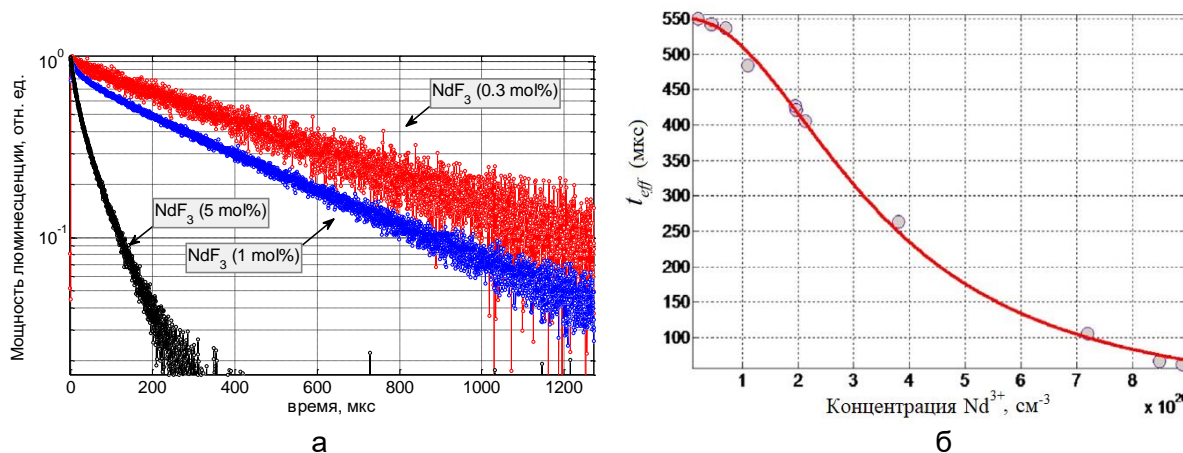 Мощность люминесценции, отн. ед.
10⁰
10⁻¹
NdF₃ (0.3 mol%)
NdF₃ (5 mol%)
NdF₃ (1 mol%)
0 200 400 600 800 1000 1200
время, мкс
а
t_eff (мкс)
550
500
450
400
350
300
250
200
150
100
1 2 3 4 5 6 7 8
Концентрация Nd³⁺, см⁻³
б